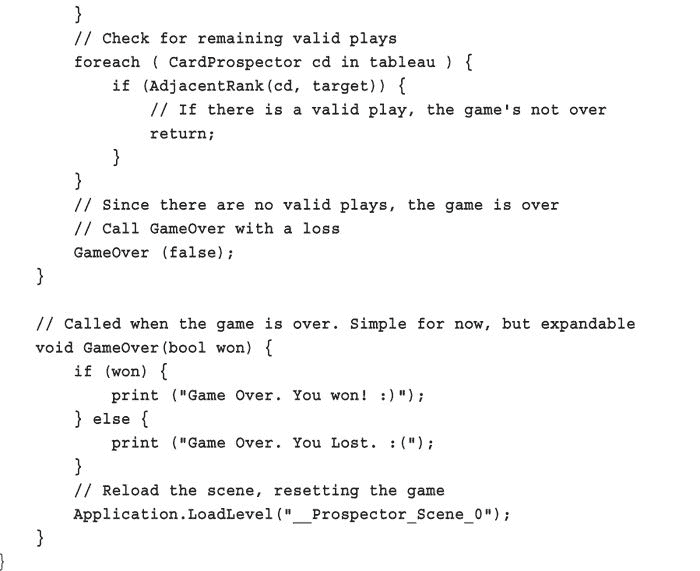 }
// Check for remaining valid plays
foreach ( CardProspector cd in tableau ) {
if (AdjacentRank(cd, target)) {
// If there is a valid play, the game's not over
return;
}
}
// Since there are no valid plays, the game is over
// Call GameOver with a loss
GameOver (false);
}
// Called when the game is over. Simple for now, but expandable
void GameOver(bool won) {
if (won) {
print ("Game Over. You won! :)");
} else {
print ("Game Over. You Lost. :(");
}
// Reload the scene, resetting the game
Application.LoadLevel("__Prospector_Scene_0");
}
}